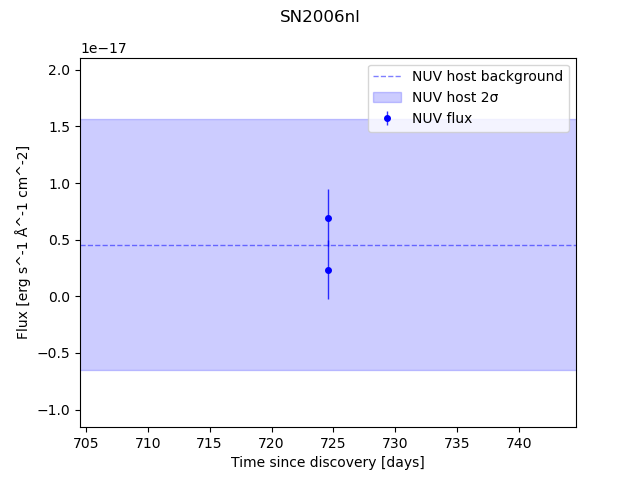 SN2006nl
1e−17
NUV host background
NUV host 2σ
NUV flux
2.0
1.5
1.0
0.5
0.0
−0.5
−1.0
Flux [erg s^-1 Å^-1 cm^-2]
705 710 715 720 725 730 735 740
Time since discovery [days]